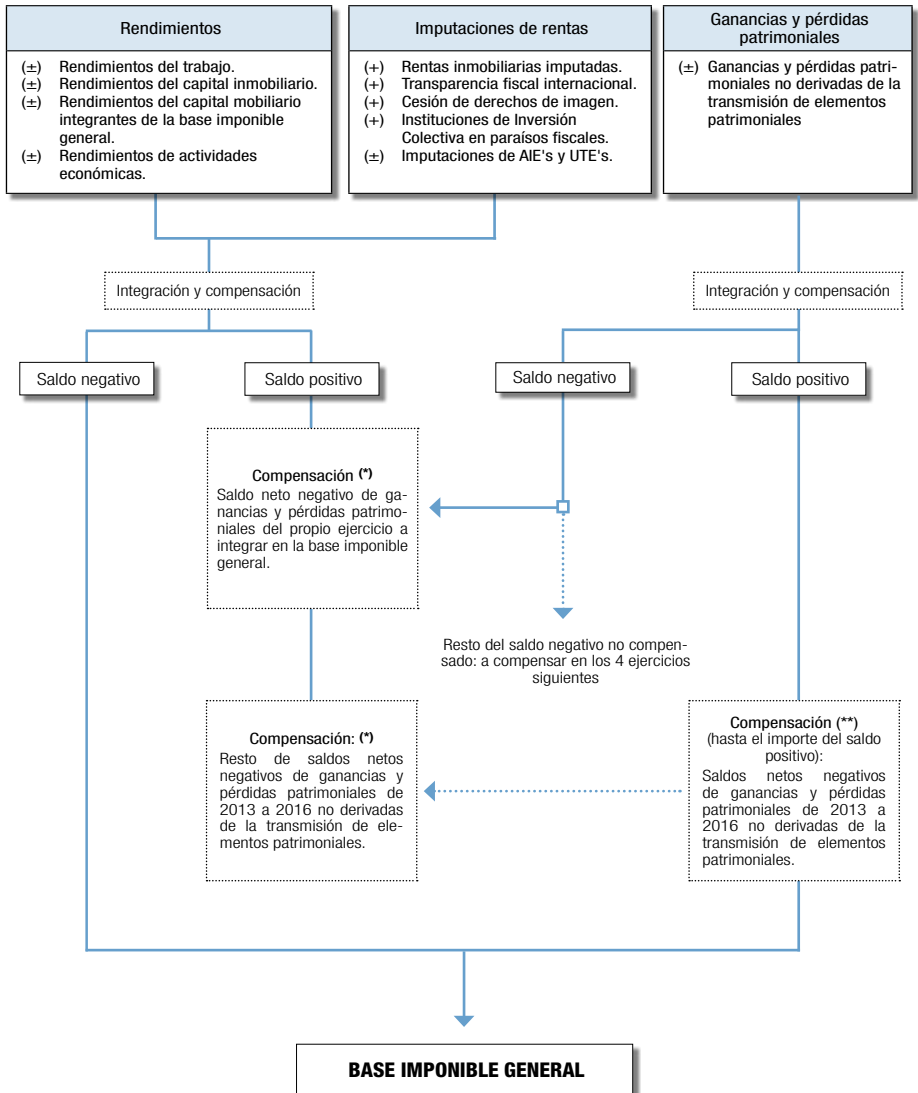 Rendimientos
(±) Rendimientos del trabajo.
(±) Rendimientos del capital inmobiliario.
(±) Rendimientos del capital mobiliario
integrantes de la base imponible
general.
(±) Rendimientos de actividades
económicas.
Imputaciones de rentas
(+) Rentas inmobiliarias imputadas.
(+) Transparencia fiscal internacional.
(+) Cesión de derechos de imagen.
(+) Instituciones de Inversión
Colectiva en paraísos fiscales.
(±) Imputaciones de AIE's y UTE's.
Ganancias y pérdidas
patrimoniales
(±) Ganancias y pérdidas patri-
moniales no derivadas de la
transmisión de elementos
patrimoniales
Integración y compensación
Integración y compensación
Saldo negativo
Saldo positivo
Saldo negativo
Saldo positivo
Compensación (*)
Saldo neto negativo de ga-
nancias y pérdidas patrimo-
niales del propio ejercicio a
integrar en la base imponible
general.
Resto del saldo negativo no compen-
sado: a compensar en los 4 ejercicios
siguientes
Compensación: (*)
Resto de saldos netos
negativos de ganancias y
pérdidas patrimoniales de
2013 a 2016 no derivadas
de la transmisión de ele-
mentos patrimoniales.
Compensación (**)
(hasta el importe del saldo
positivo):
Saldos netos negativos
de ganancias y pérdidas
patrimoniales de 2013 a
2016 no derivadas de la
transmisión de elementos
patrimoniales.
BASE IMPONIBLE GENERAL